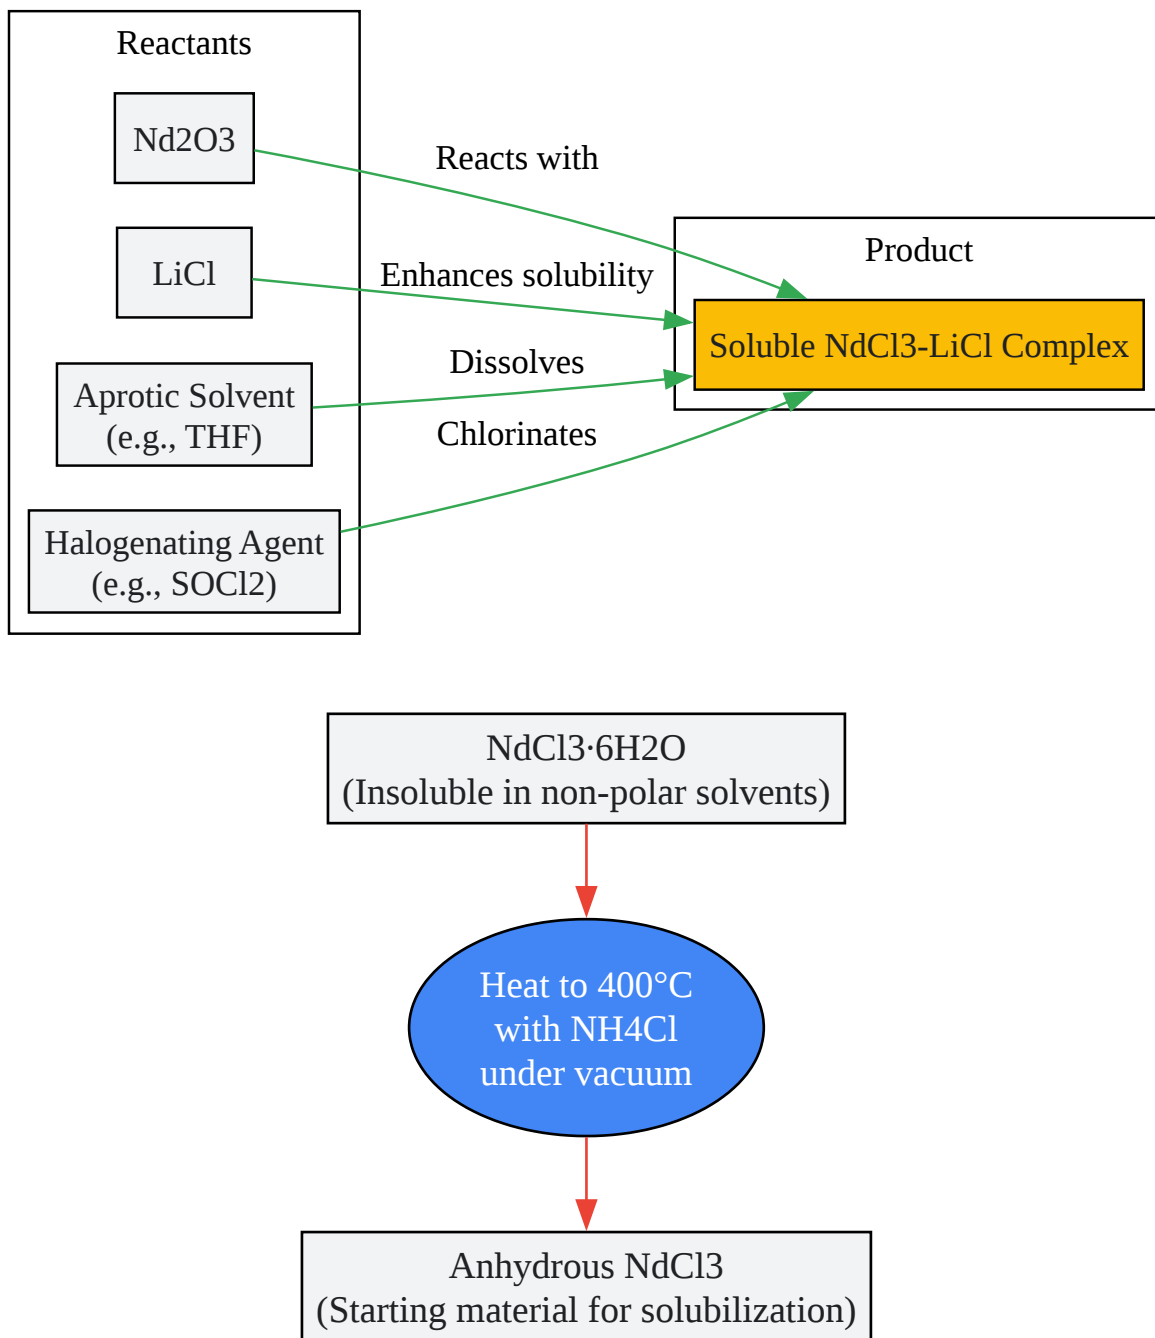 Reactants
Nd2O3
Reacts with
LiCl
Enhances solubility
Aprotic Solvent
(e.g., THF)
Dissolves
Halogenating Agent
(e.g., SOCl2)
Chlorinates
Product
Soluble NdCl3-LiCl Complex
NdCl3·6H2O
(Insoluble in non-polar solvents)
Heat to 400°C
with NH4Cl
under vacuum
Anhydrous NdCl3
(Starting material for solubilization)